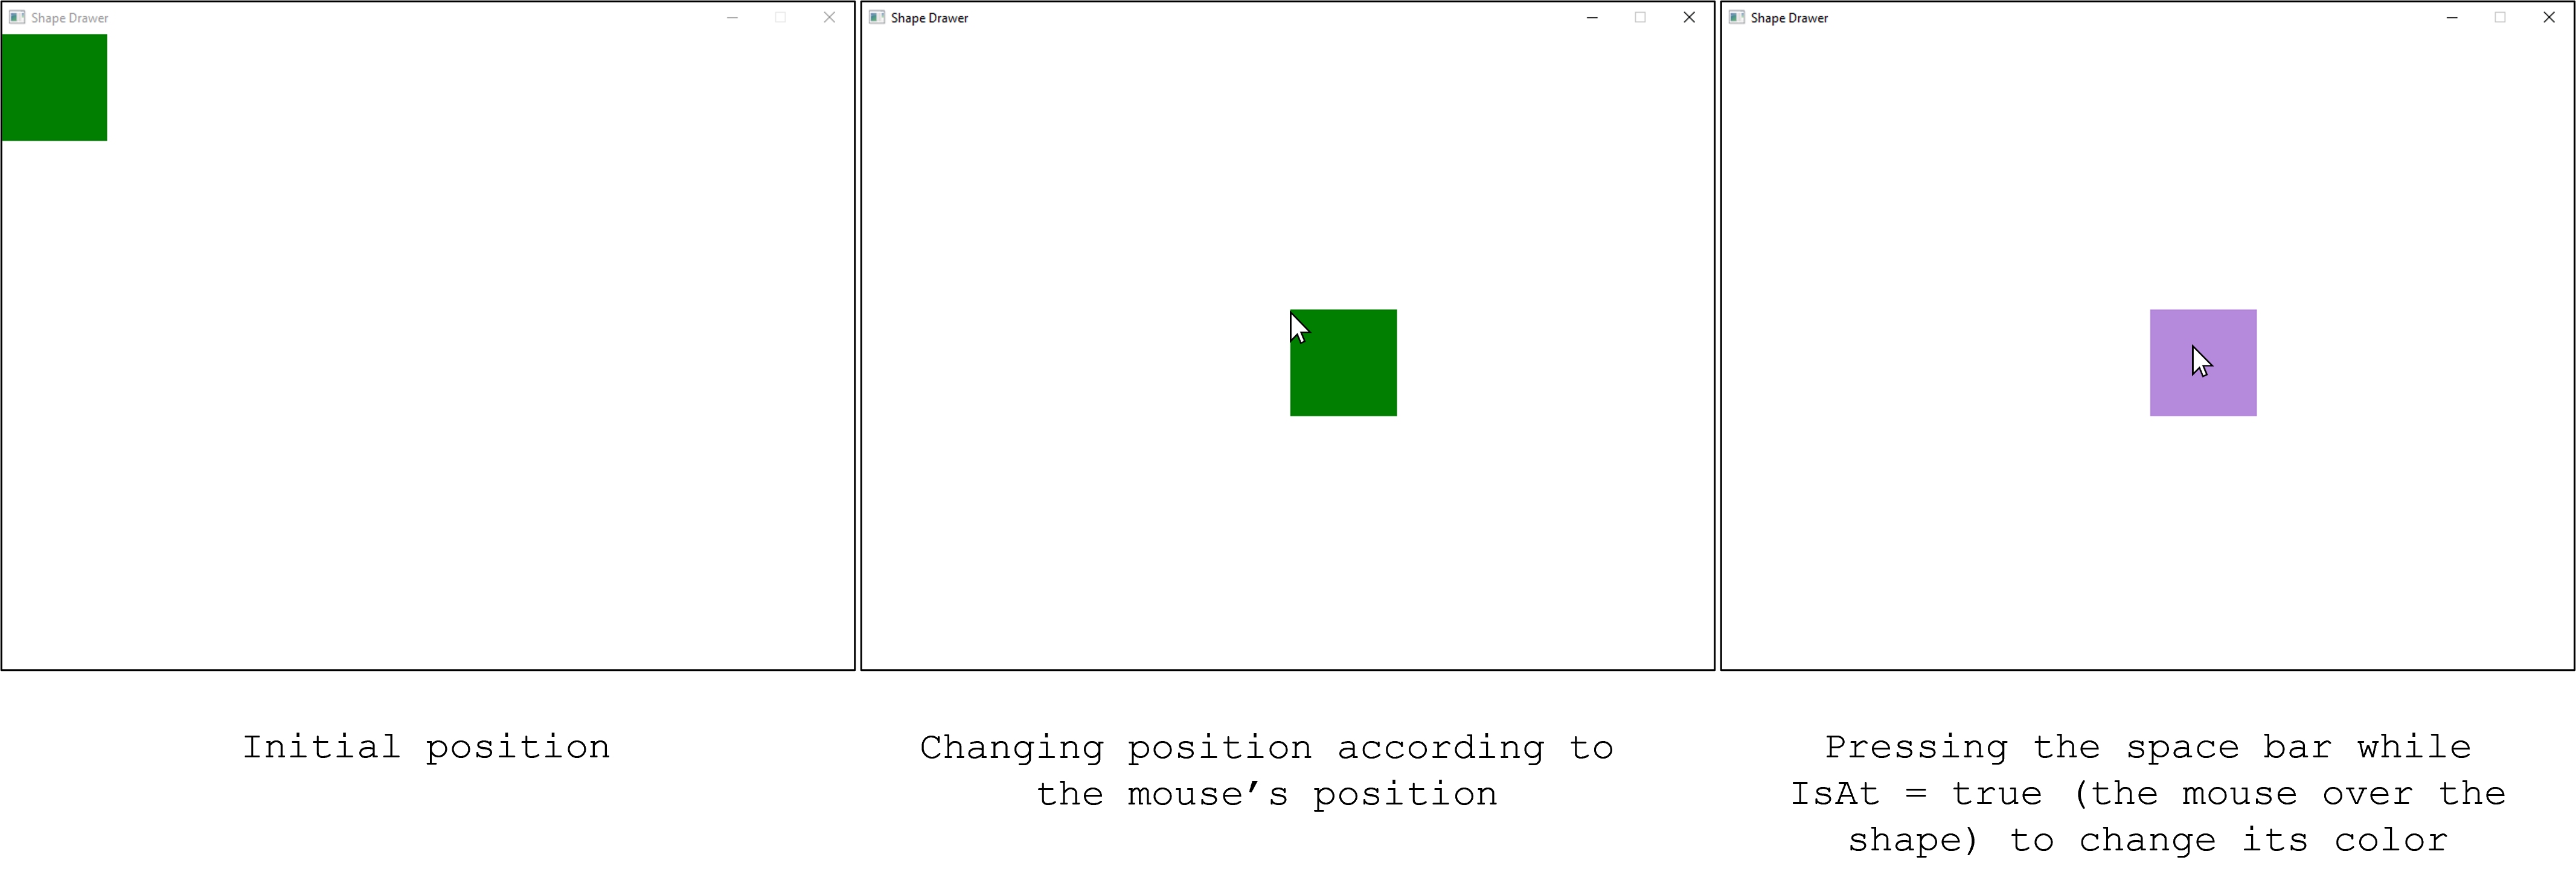 Shape Drawer
Shape Drawer
Shape Drawer
Initial position
Changing position according to
the mouse’s position
Pressing the space bar while
IsAt = true (the mouse over the
shape) to change its color